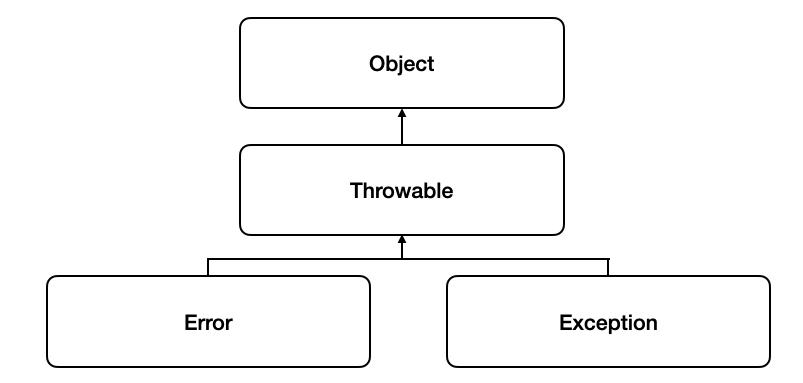 Object
Throwable
Error
Exception